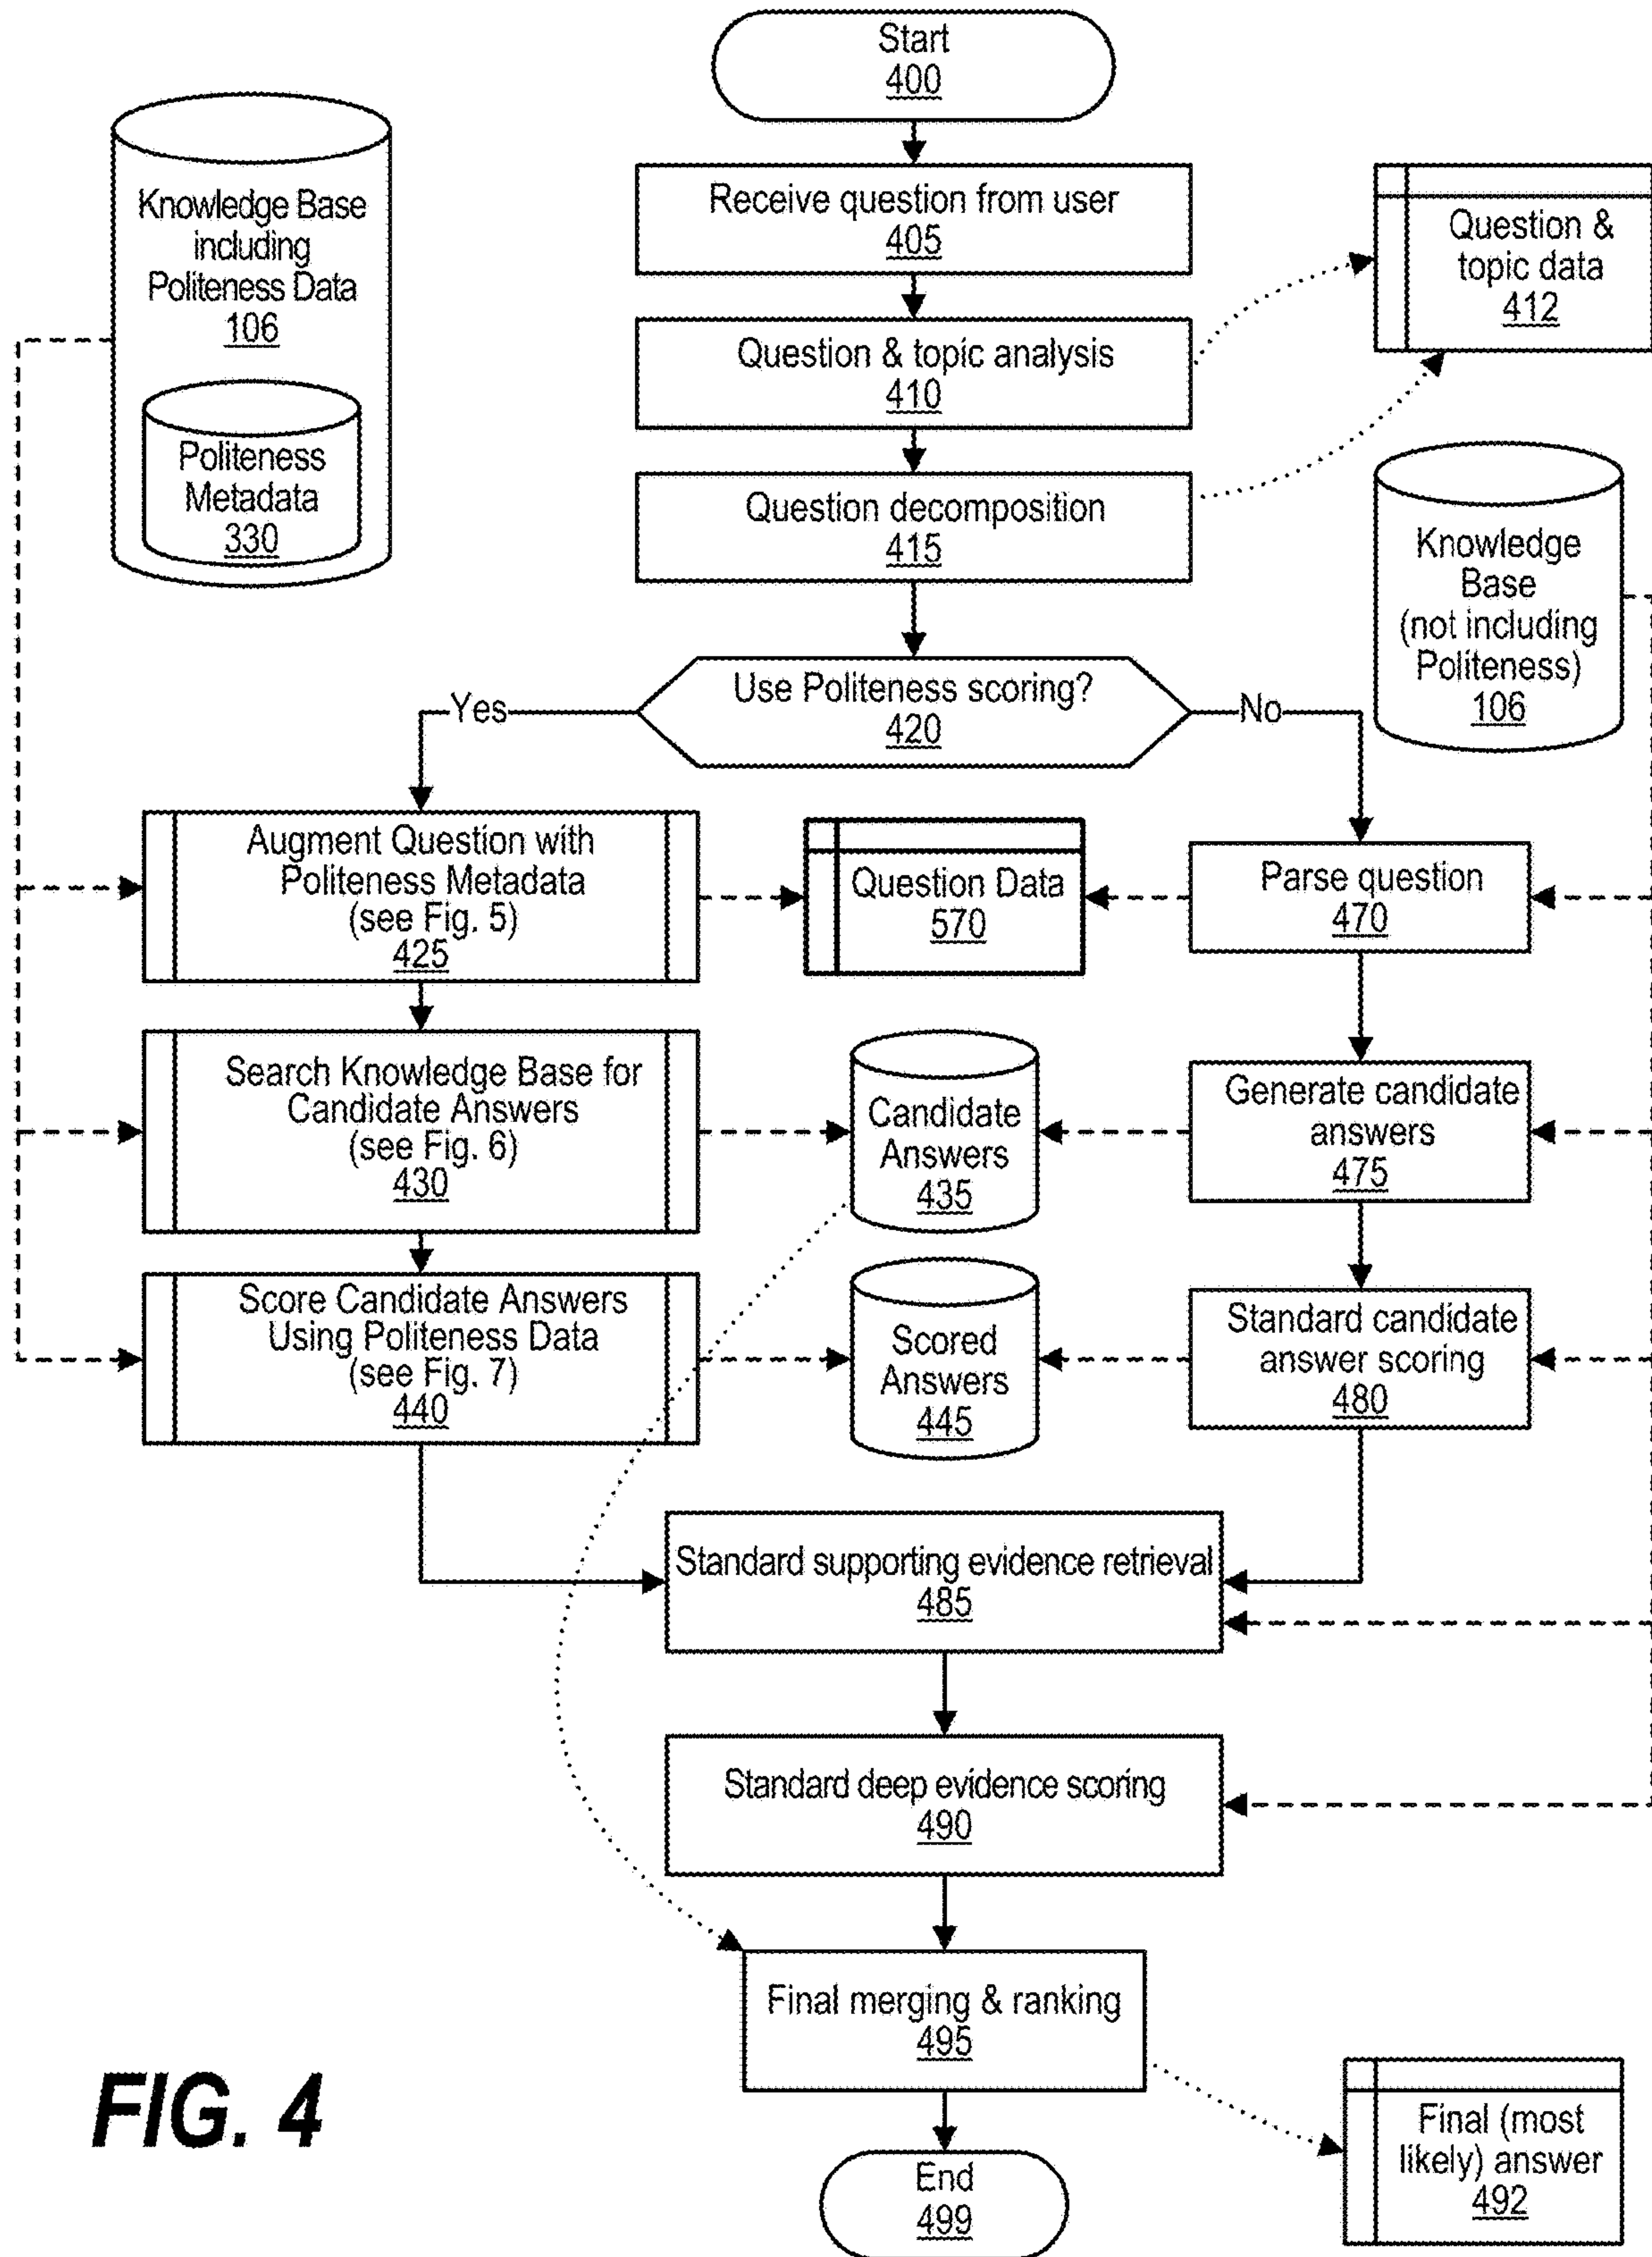 Start
400
Receive question from user
405
Knowledge Base
including
Politeness Data
106
Question &
topic data
412
Question & topic analysis
410
Politeness
Metadata
330
Question decomposition
415
Knowledge
Base
(not including
Politeness)
106
Use Politeness scoring?
420
Yes
No
Augment Question with
Politeness Metadata
(see Fig. 5)
425
Question Data
570
Parse question
470
Search Knowledge Base for
Candidate Answers
(see Fig. 6)
430
Candidate
Answers
435
Generate candidate
answers
475
Score Candidate Answers
Using Politeness Data
(see Fig. 7)
440
Scored
Answers
445
Standard candidate
answer scoring
480
Standard supporting evidence retrieval
485
Standard deep evidence scoring
490
Final merging & ranking
495
Final (most
likely) answer
492
End
499
FIG. 4